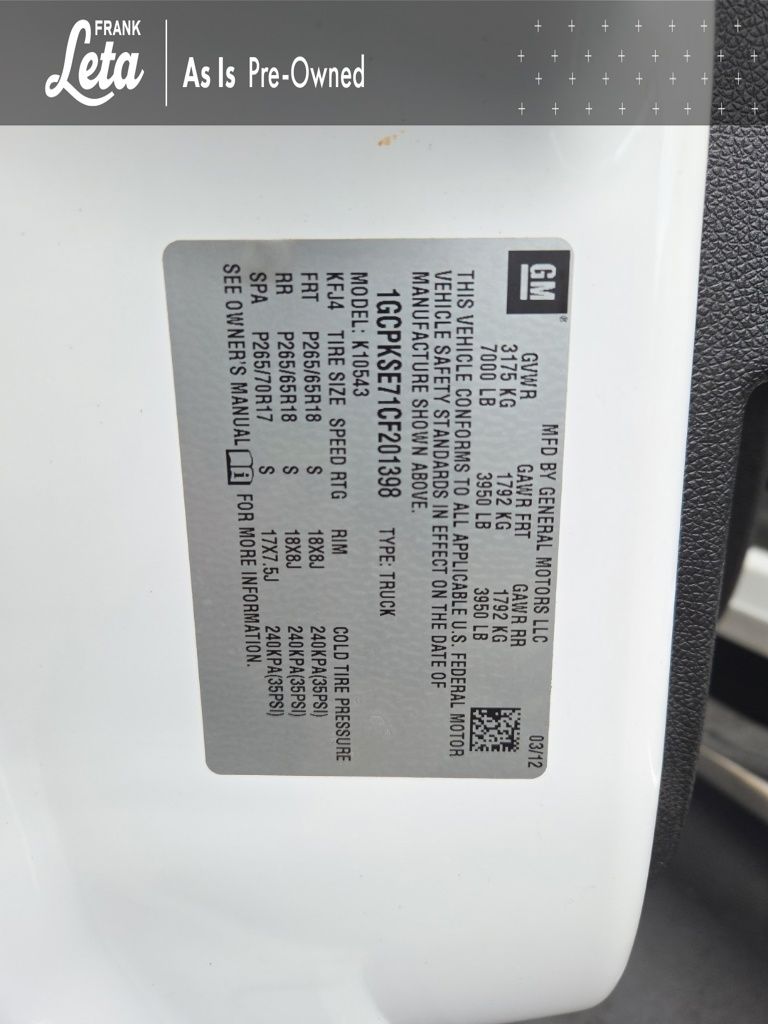 FRANK
Leta
As Is Pre-Owned
GM®
MFD BY GENERAL MOTORS LLC 03/12
GVWR GAWR FRT GAWR RR
3175 KG 1792 KG 1792 KG
7000 LB 3950 LB 3950 LB
THIS VEHICLE CONFORMS TO ALL APPLICABLE U.S. FEDERAL MOTOR
VEHICLE SAFETY STANDARDS IN EFFECT ON THE DATE OF
MANUFACTURE SHOWN ABOVE.
1GCPKSE71CF201398 TYPE: TRUCK
MODEL: K10543
KFJ4 TIRE SIZE SPEED RTG RIM COLD TIRE PRESSURE
FRT P265/65R18 S 18X8J 240KPA(35PSI)
RR P265/65R18 S 18X8J 240KPA(35PSI)
SPA P265/70R17 S 17X7.5J 240KPA(35PSI)
SEE OWNER'S MANUAL i FOR MORE INFORMATION.